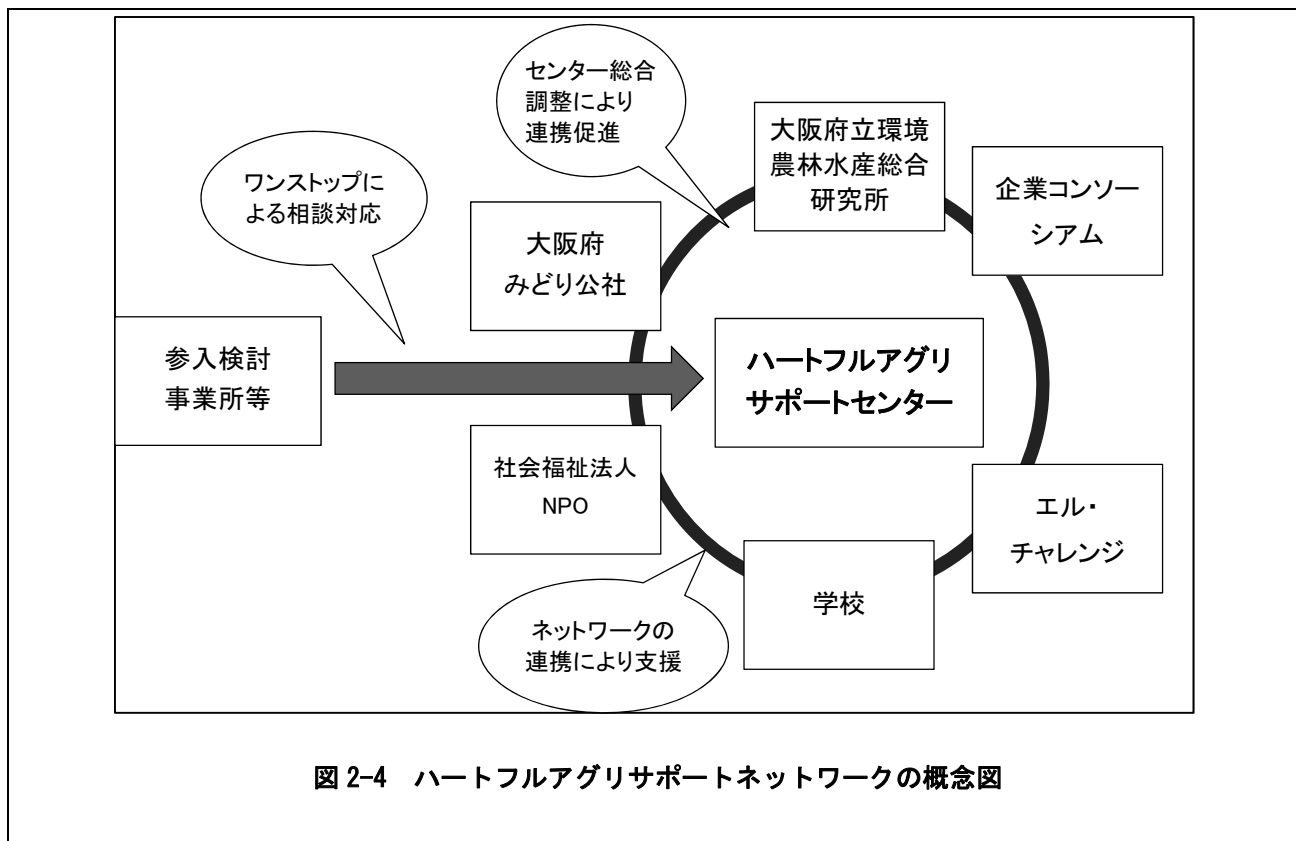 センター総合
調整により
連携促進
大阪府立環境
農林水産総合
研究所
企業コンソー
シアム
ワンストップに
よる相談対応
大阪府
みどり公社
参入検討
事業所等
ハートフルアグリ
サポートセンター
社会福祉法人
NPO
エル・
チャレンジ
学校
ネットワークの
連携により支援
図 2-4 ハートフルアグリサポートネットワークの概念図